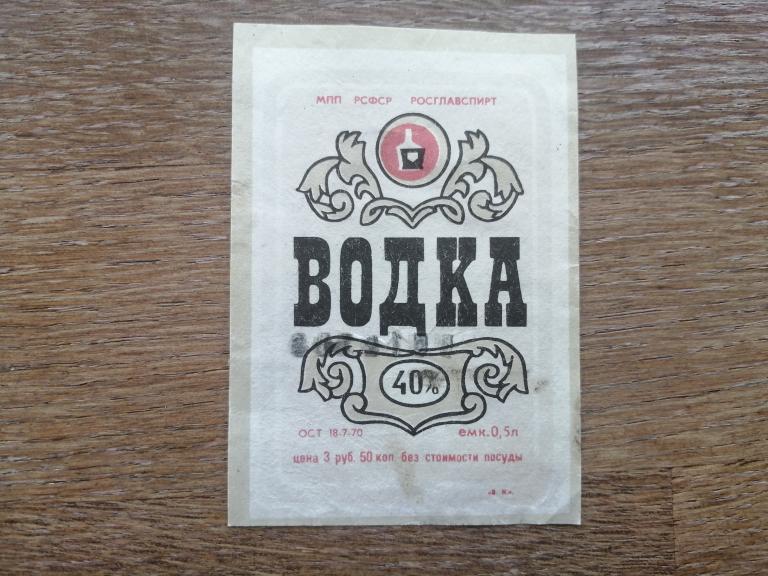 МПП РСФСР РОСГЛАВСПИРТ
ВОДКА
40%
ОСТ 18-7-70 емк.0,5л
цена 3 руб. 50 коп. без стоимости посуды